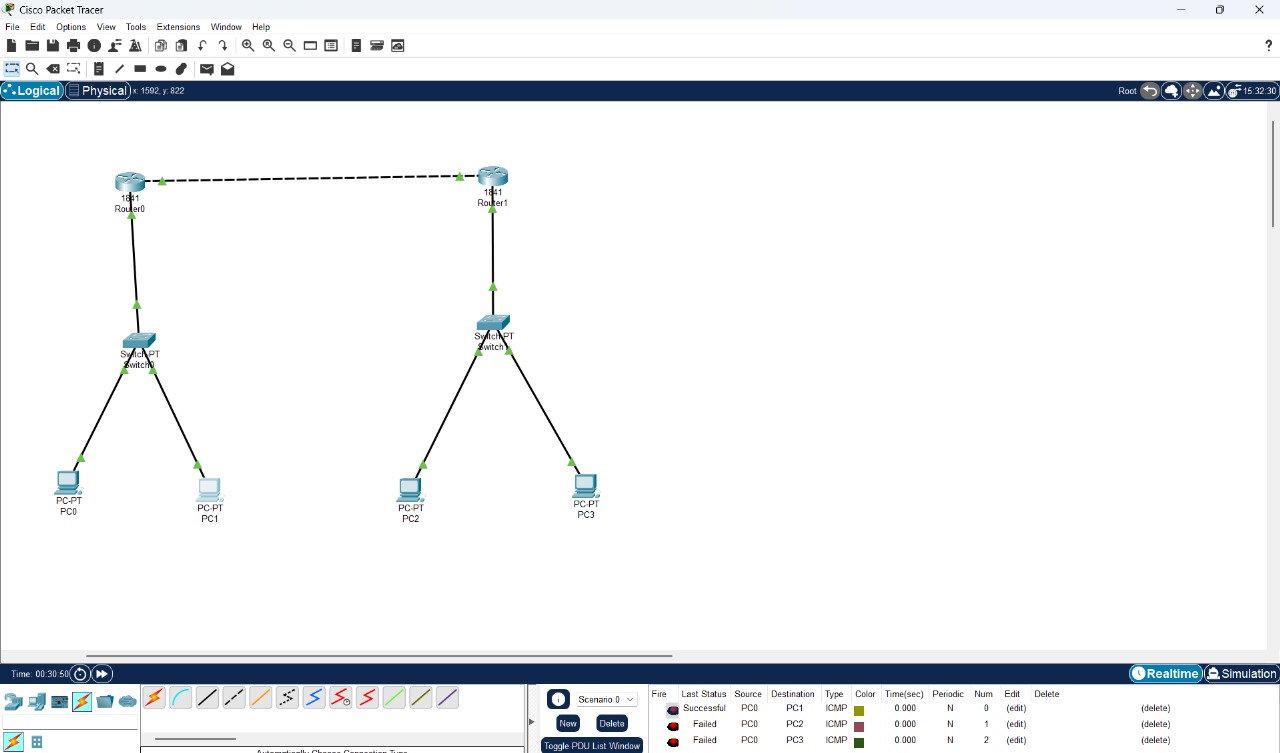 Cisco Packet Tracer
File Edit Options View Tools Extensions Window Help
?
Logical Physical x: 1592, y: 822 Root 15:32:30
1841
Router0
1841
Router1
Switch-PT
Switch0
Switch-PT
Switch
PC-PT
PC0
PC-PT
PC1
PC-PT
PC2
PC-PT
PC3
Time: 00:30:50 Realtime Simulation
Scenario 0
New Delete
Toggle PDU List Window
Fire Last Status Source Destination Type Color Time(sec) Periodic Num Edit Delete
Successful PC0 PC1 ICMP 0.000 N 0 (edit) (delete)
Failed PC0 PC2 ICMP 0.000 N 1 (edit) (delete)
Failed PC0 PC3 ICMP 0.000 N 2 (edit) (delete)
Automatically Choose Connection Type